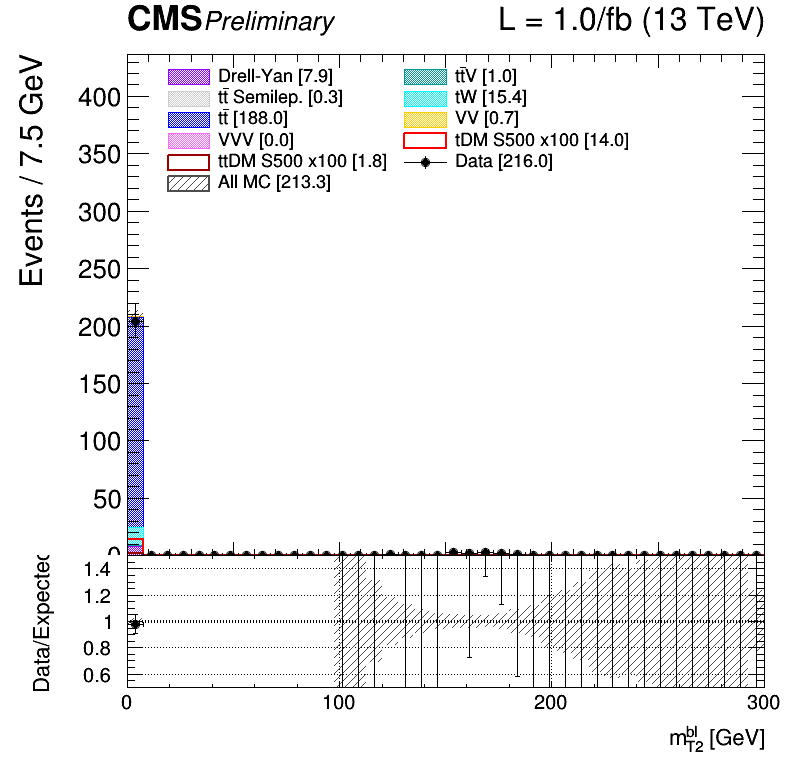 CMS Preliminary L = 1.0/fb (13 TeV)
Events / 7.5 GeV
Drell-Yan [7.9]
tt̄ Semilep. [0.3]
tt̄ [188.0]
VVV [0.0]
ttDM S500 x100 [1.8]
All MC [213.3]
tt̄V [1.0]
tW [15.4]
VV [0.7]
tDM S500 x100 [14.0]
Data [216.0]
400
350
300
250
200
150
100
50
0
Data/Expected
1.4
1.2
1
0.8
0.6
0 100 200 300
m_T2^bl [GeV]